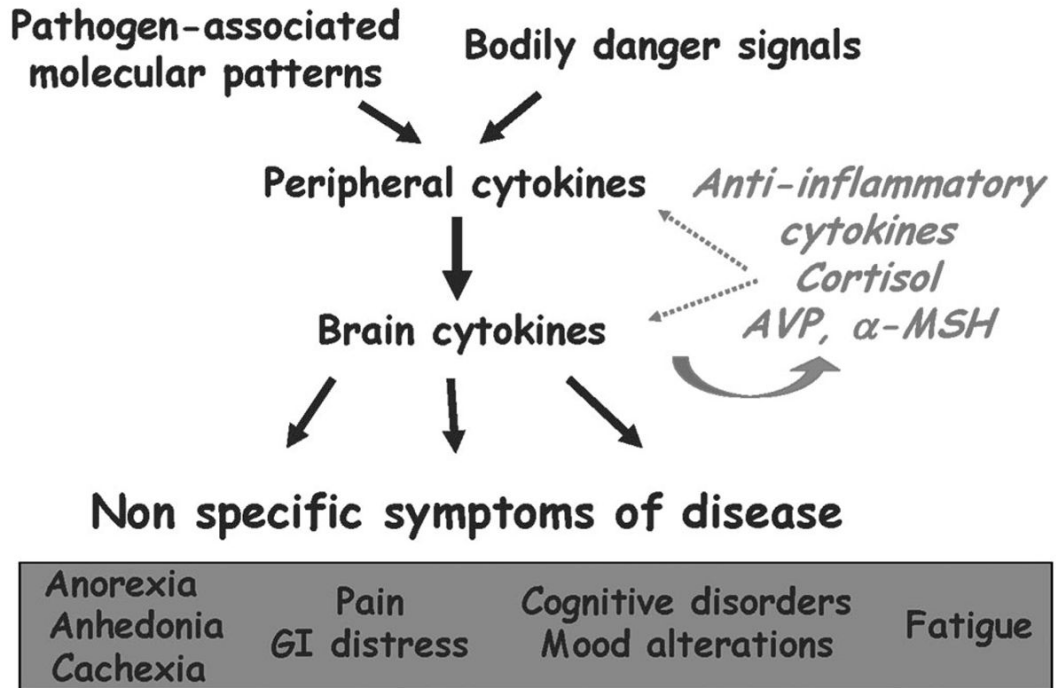 Pathogen-associated
molecular patterns
Bodily danger signals
Peripheral cytokines
Anti-inflammatory
cytokines
Cortisol
AVP, α-MSH
Brain cytokines
Non specific symptoms of disease
Anorexia
Anhedonia
Cachexia
Pain
GI distress
Cognitive disorders
Mood alterations
Fatigue